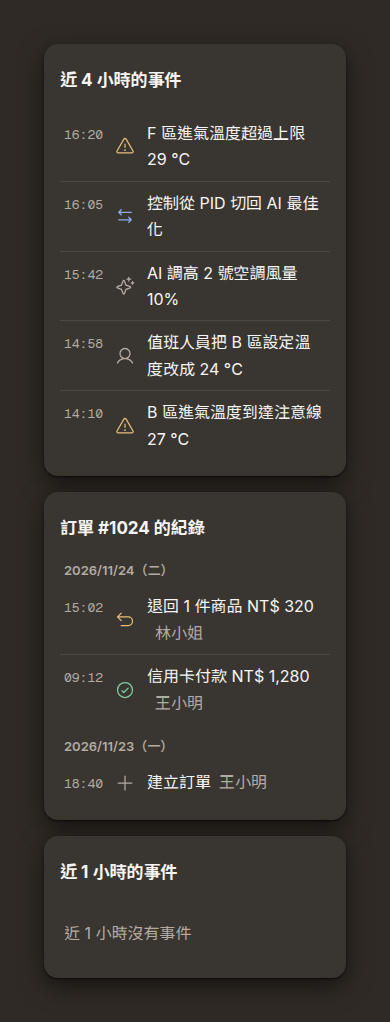 近 4 小時的事件
16:20 F 區進氣溫度超過上限
29 °C
16:05 控制從 PID 切回 AI 最佳
化
15:42 AI 調高 2 號空調風量
10%
14:58 值班人員把 B 區設定溫
度改成 24 °C
14:10 B 區進氣溫度到達注意線
27 °C
訂單 #1024 的紀錄
2026/11/24（二）
15:02 退回 1 件商品 NT$ 320
林小姐
09:12 信用卡付款 NT$ 1,280
王小明
2026/11/23（一）
18:40 建立訂單 王小明
近 1 小時的事件
近 1 小時沒有事件